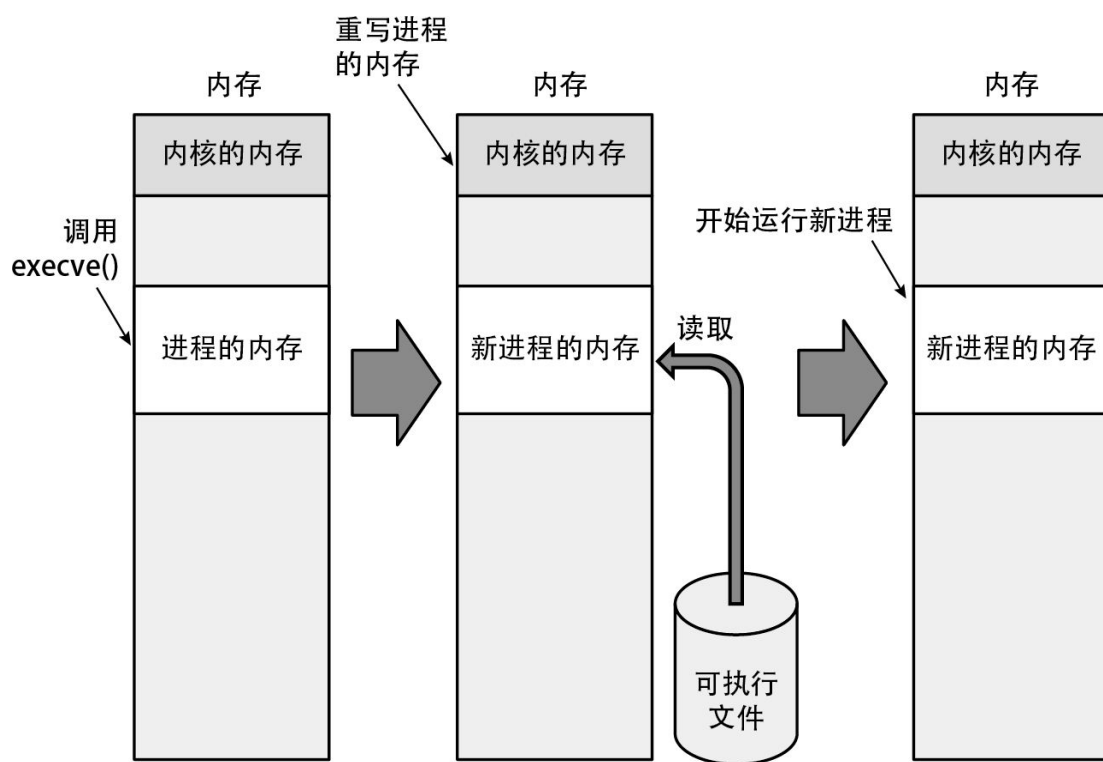 内存
内核的内存
调用
execve()
进程的内存
重写进程
的内存
内存
内核的内存
新进程的内存
读取
可执行
文件
内存
内核的内存
开始运行新进程
新进程的内存